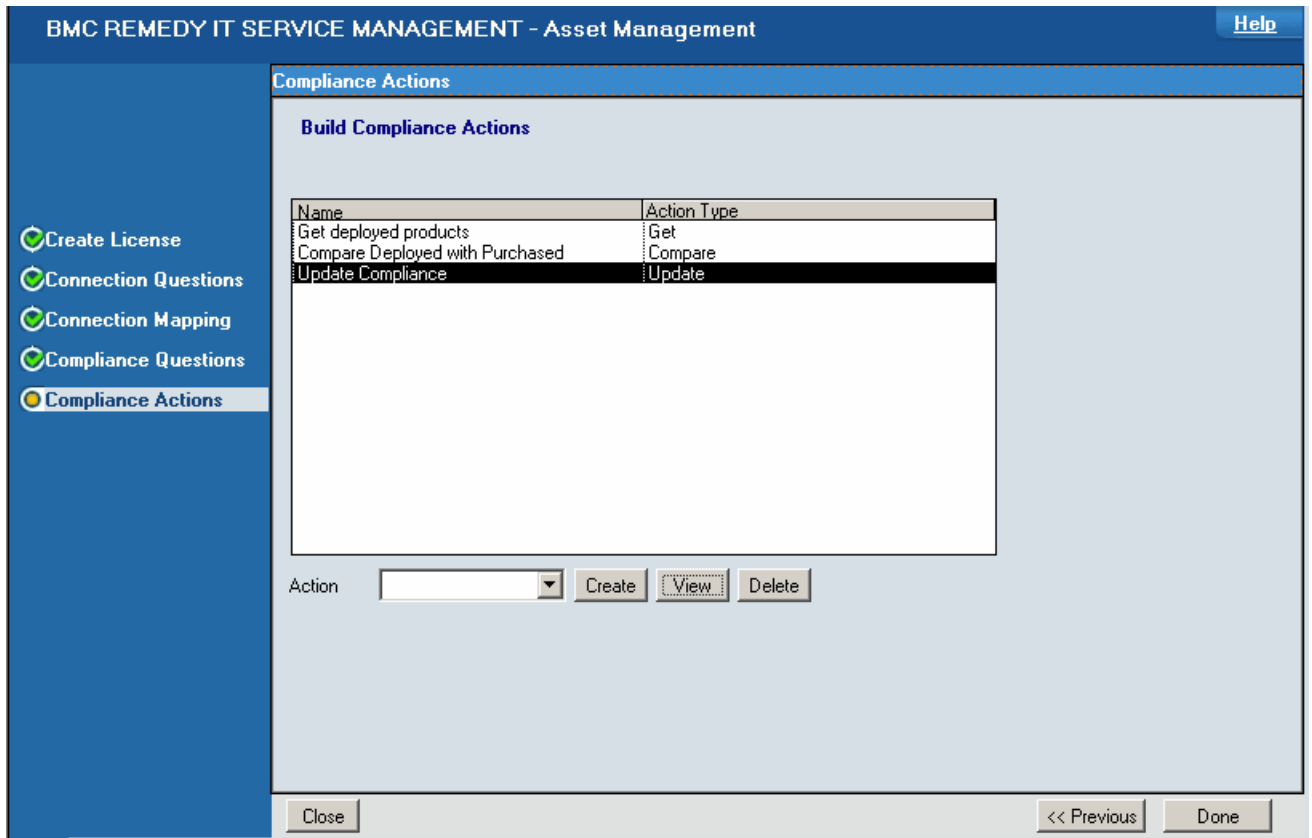 BMC REMEDY IT SERVICE MANAGEMENT - Asset Management
Help
Create License
Connection Questions
Connection Mapping
Compliance Questions
Compliance Actions
Compliance Actions
Build Compliance Actions
Name Action Type
Get deployed products Get
Compare Deployed with Purchased Compare
Update Compliance Update
Action Create View Delete
Close << Previous Done